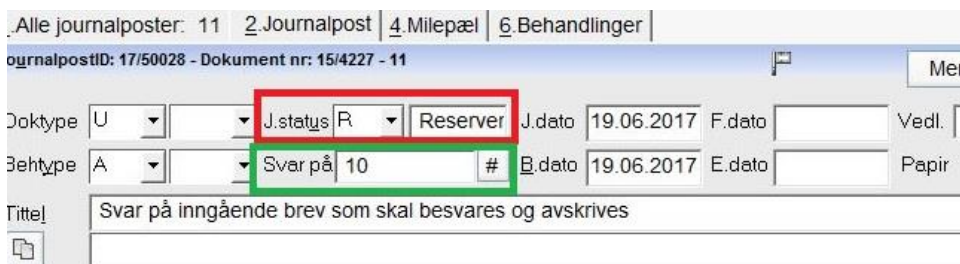 .Alle journalposter: 11 2.Journalpost 4.Milepæl 6.Behandlinger
ournalpostID: 17/50028 - Dokument nr: 15/4227 - 11
Mer
Doktype U J.status R Reserver J.dato 19.06.2017 F.dato Vedl.
Behtype A Svar på 10 # B.dato 19.06.2017 E.dato Papir
Tittel Svar på inngående brev som skal besvares og avskrives